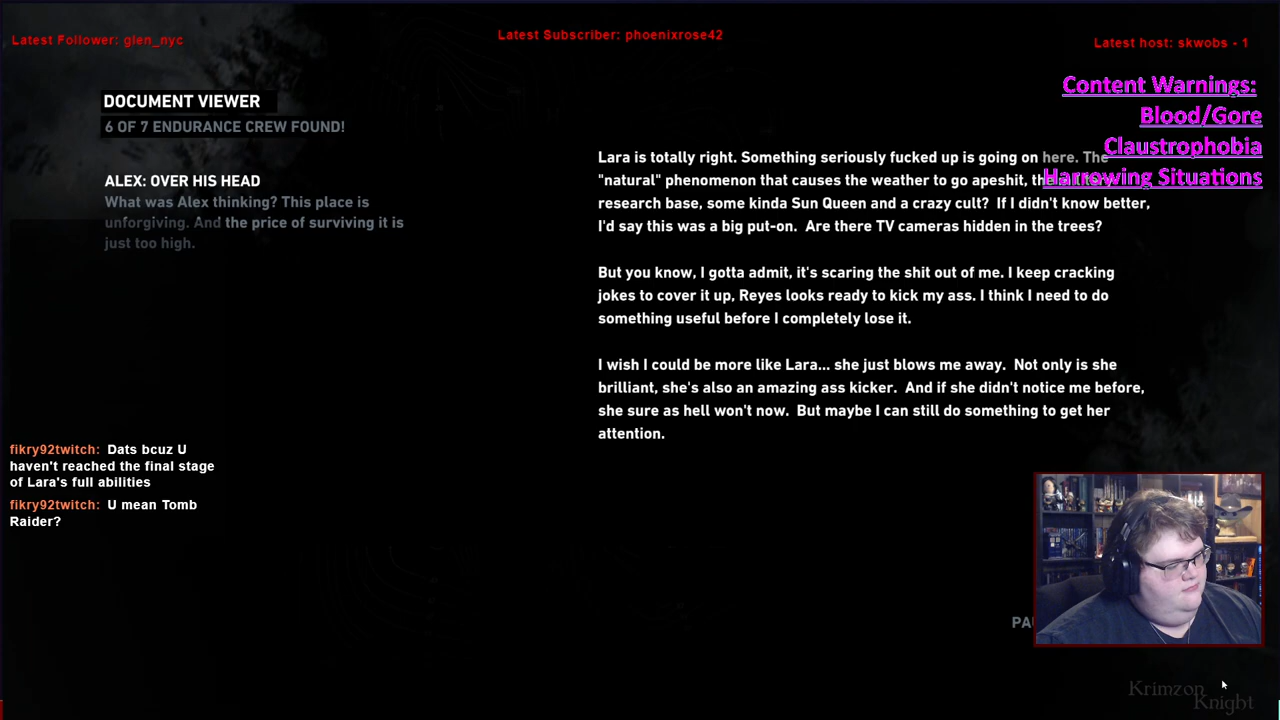 Latest Follower: glen_nyc
Latest Subscriber: phoenixrose42
Latest host: skwobs - 1
Content Warnings:
Blood/Gore
Claustrophobia
Harrowing Situations
DOCUMENT VIEWER
6 OF 7 ENDURANCE CREW FOUND!
ALEX: OVER HIS HEAD
What was Alex thinking? This place is
unforgiving. And the price of surviving it is
just too high.
Lara is totally right. Something seriously fucked up is going on here. The
"natural" phenomenon that causes the weather to go apeshit,
research base, some kinda Sun Queen and a crazy cult? If I didn't know better,
I'd say this was a big put-on. Are there TV cameras hidden in the trees?
But you know, I gotta admit, it's scaring the shit out of me. I keep cracking
jokes to cover it up, Reyes looks ready to kick my ass. I think I need to do
something useful before I completely lose it.
I wish I could be more like Lara... she just blows me away. Not only is she
brilliant, she's also an amazing ass kicker. And if she didn't notice me before,
she sure as hell won't now. But maybe I can still do something to get her
attention.
fikry92twitch: Dats bcuz U
haven't reached the final stage
of Lara's full abilities
fikry92twitch: U mean Tomb
Raider?
Krimzon
Knight